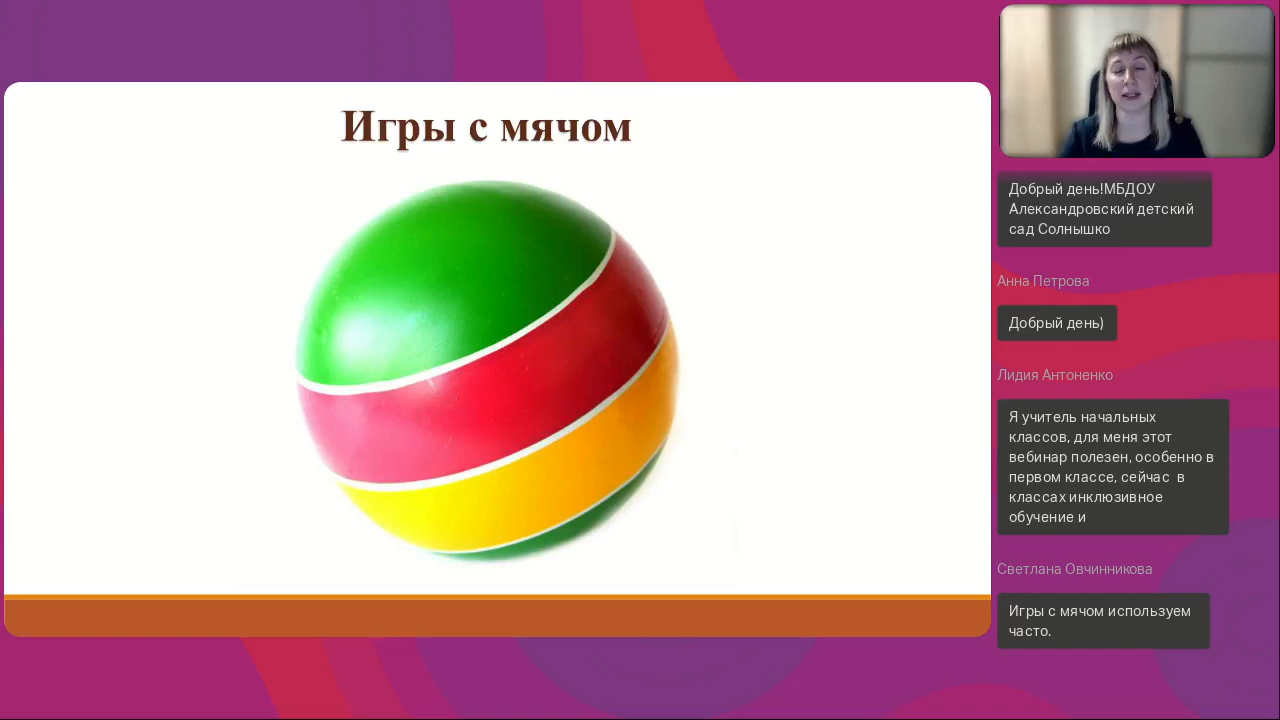 Игры с мячом
Добрый день!МБДОУ
Александровский детский
сад Солнышко
Анна Петрова
Добрый день)
Лидия Антоненко
Я учитель начальных
классов, для меня этот
вебинар полезен, особенно в
первом классе, сейчас  в
классах инклюзивное
обучение и
Светлана Овчинникова
Игры с мячом используем
часто.